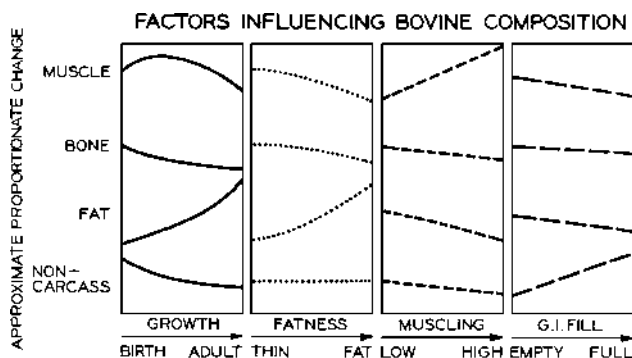 FACTORS INFLUENCING BOVINE COMPOSITION
APPROXIMATE PROPORTIONATE CHANGE
MUSCLE
BONE
FAT
NON-
CARCASS
GROWTH FATNESS MUSCLING G.I. FILL
BIRTH ADULT THIN FAT LOW HIGH EMPTY FULL